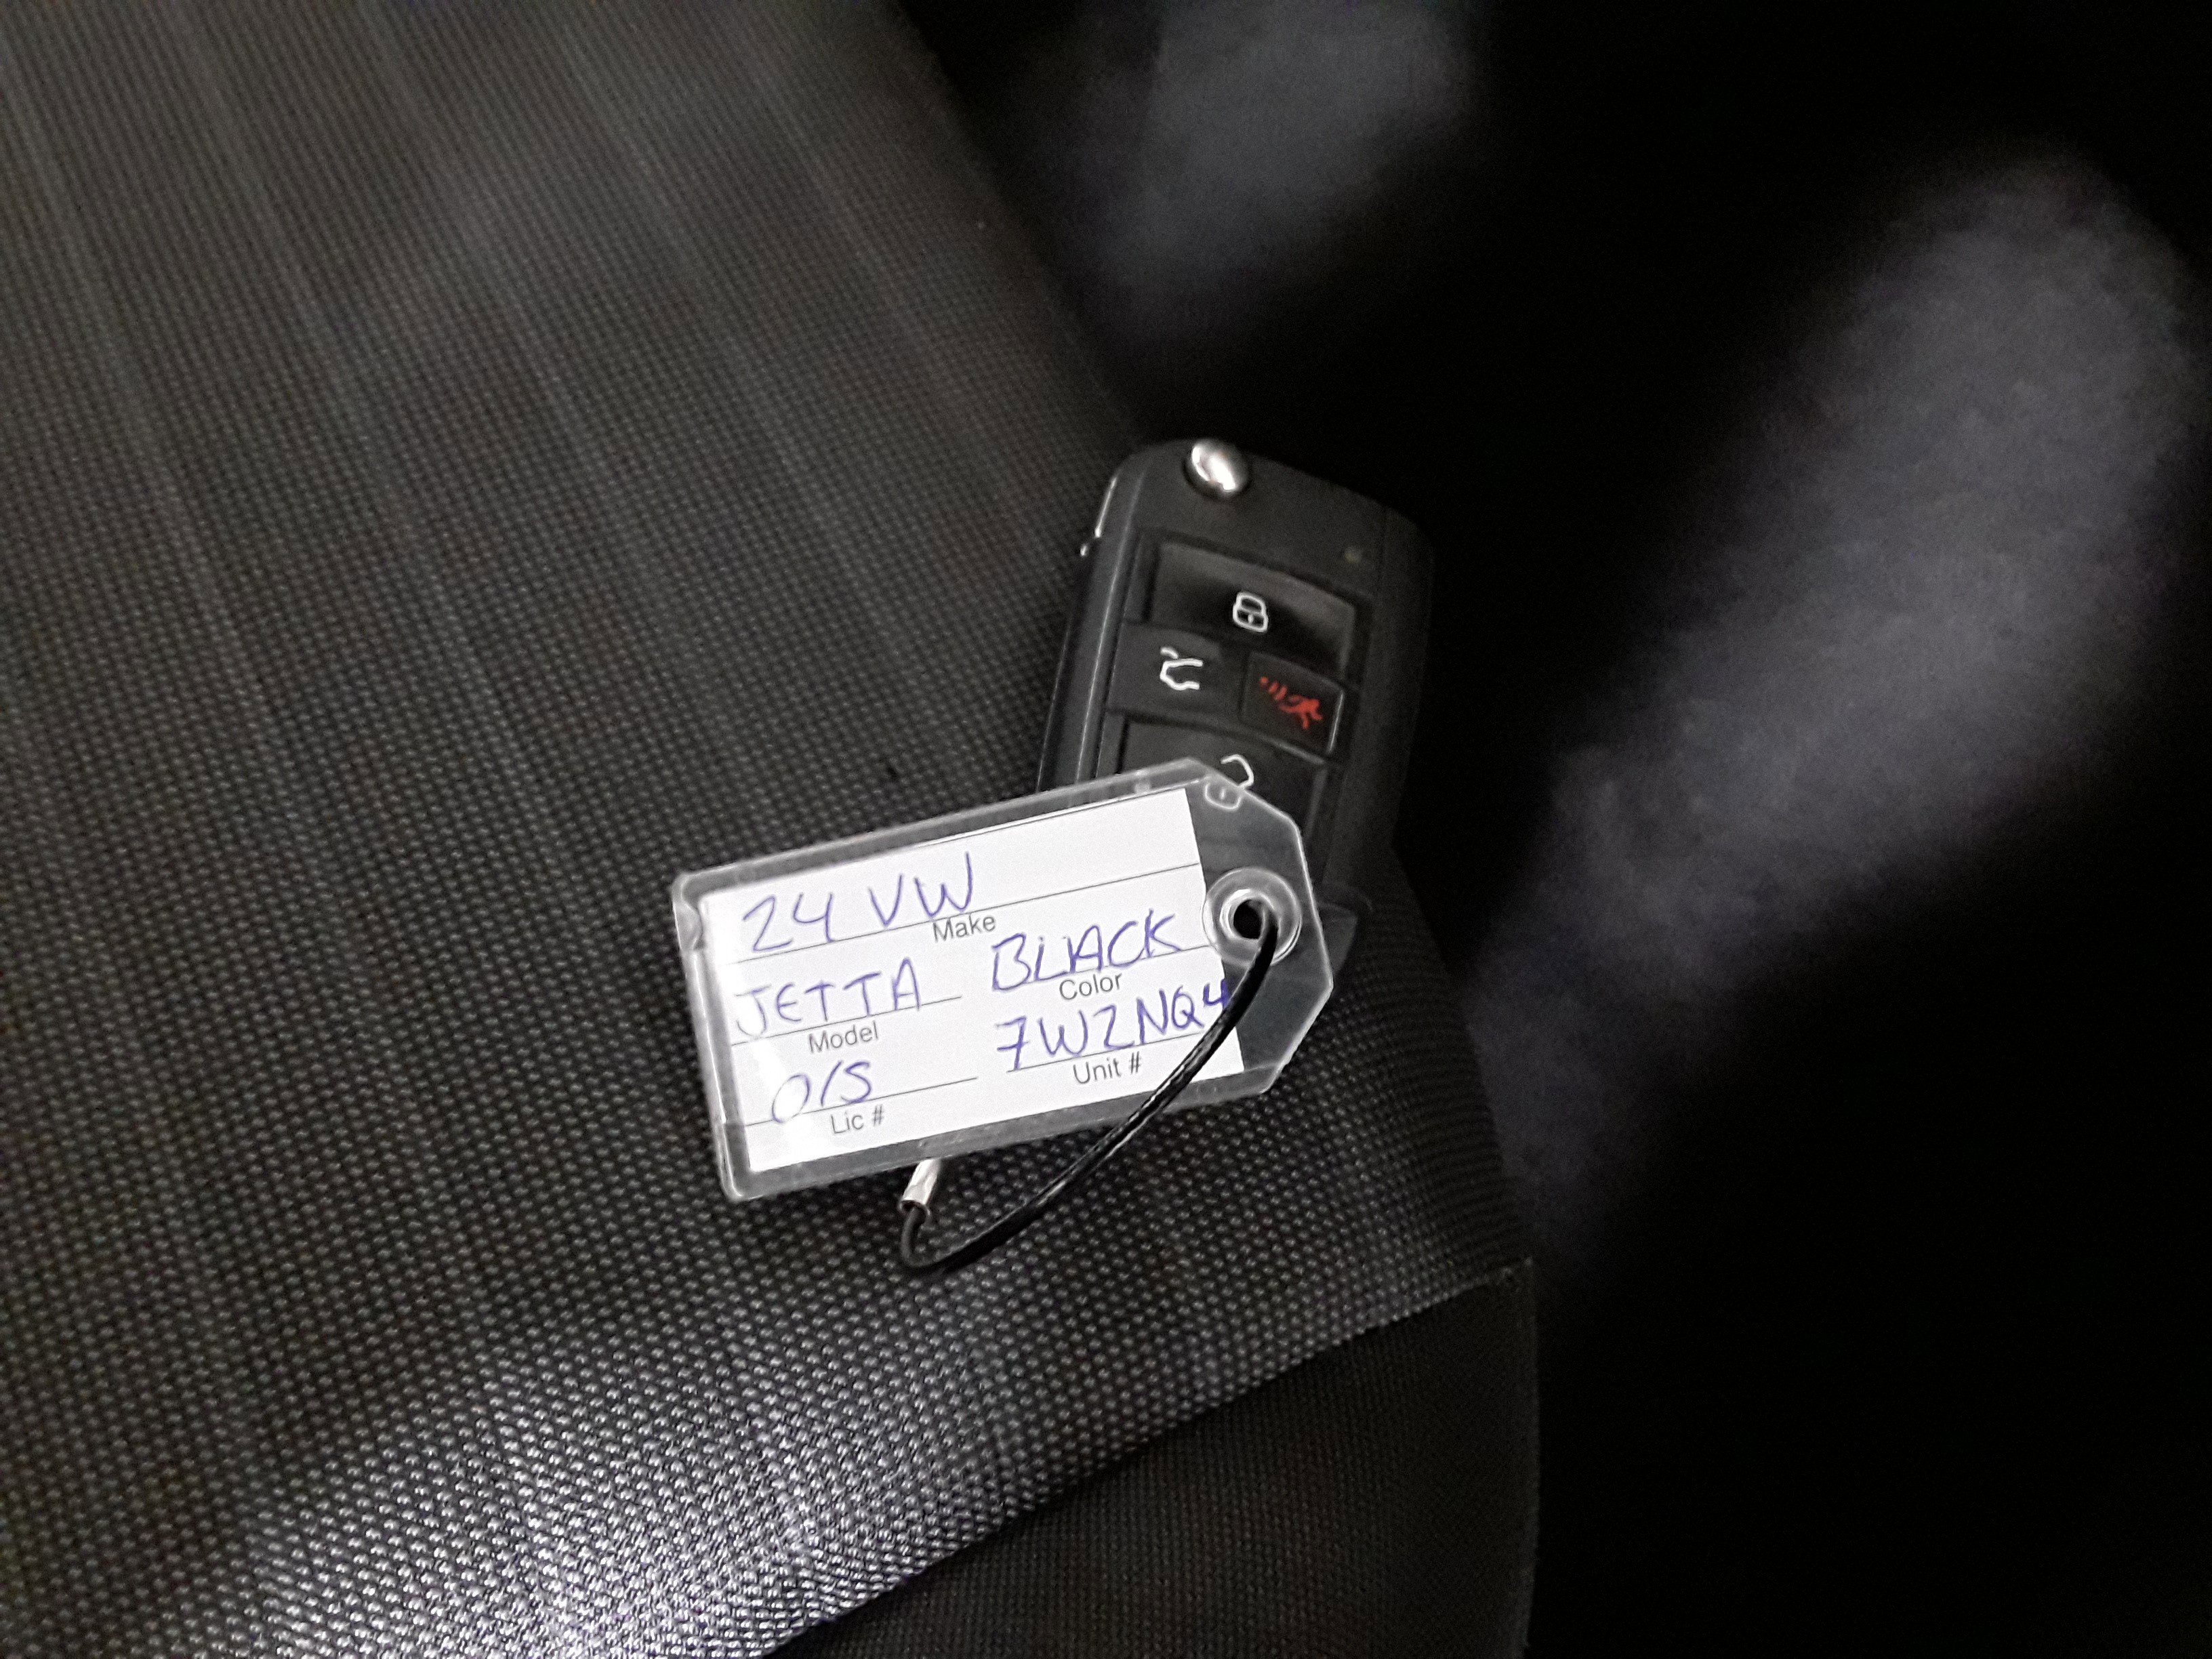 24 VW
Make
JETTA BLACK
Model Color
O/S 7WZNQ4
Lic # Unit #